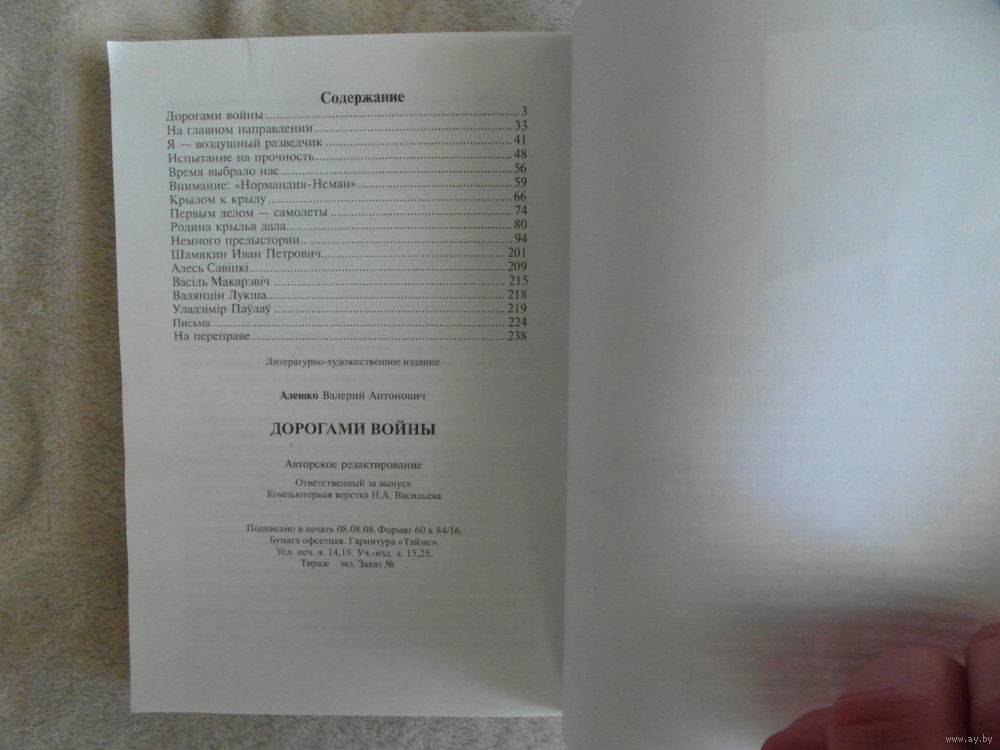 Содержание
Дорогами войны 3
На главном направлении 33
Я — воздушный разведчик 41
Испытание на прочность 48
Время выбрало нас 56
Внимание: «Нормандия-Неман» 59
Крылом к крылу 66
Первым делом — самолеты 74
Родина крылья дала 80
Немного предыстории 94
Шамякин Иван Петрович 201
Алесь Савіцкі 209
Васіль Макарэвіч 215
Валянцін Лукша 218
Уладзімір Паўлаў 219
Письма 224
На переправе 238
Литературно-художественное издание
Алешко Валерий Антонович
ДОРОГАМИ ВОЙНЫ
Авторское редактирование
Ответственный за выпуск
Компьютерная верстка Н.А. Васильева
Подписано в печать 08.08.08. Формат 60 х 84/16.
Бумага офсетная. Гарнитура «Таймс».
Усл. печ. л. 14,18. Уч.-изд. л. 15,25.
Тираж экз. Заказ № .
www.ay.by